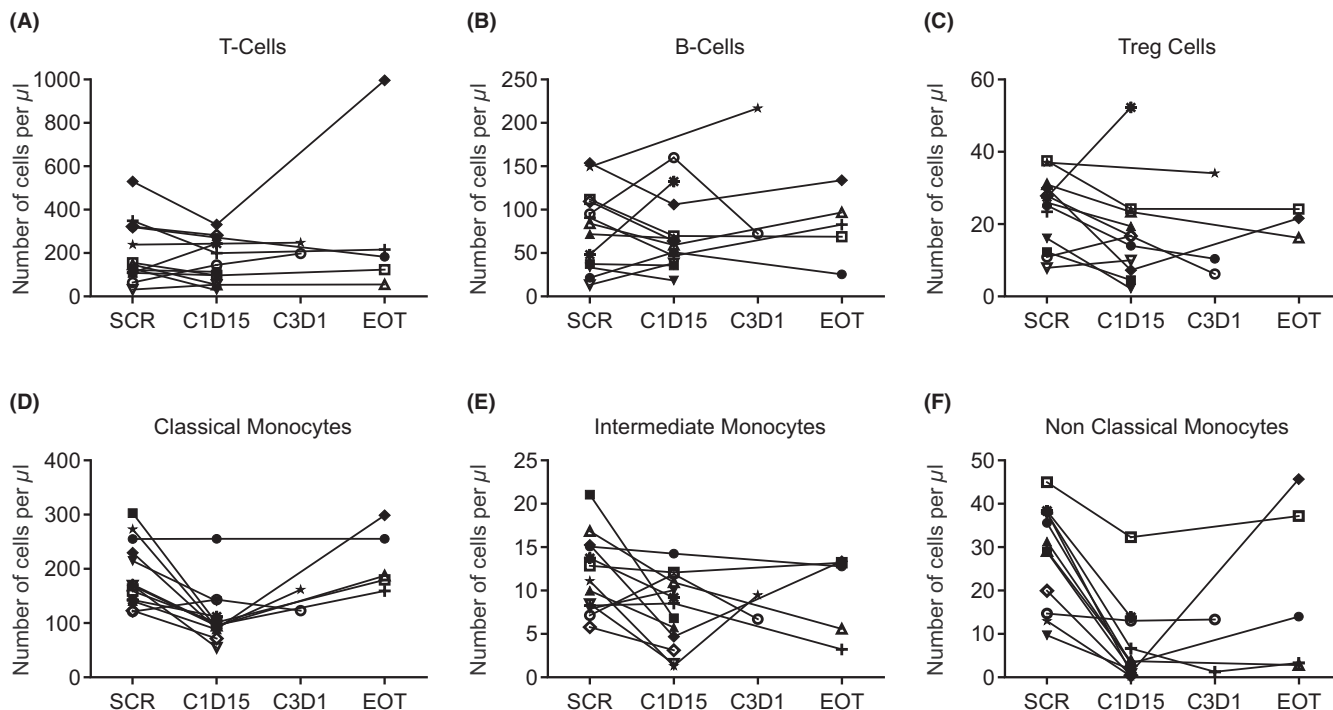 (A)
T-Cells
Number of cells per µl
1000
800
600
400
200
0
SCR C1D15 C3D1 EOT
(B)
B-Cells
Number of cells per µl
250
200
150
100
50
0
SCR C1D15 C3D1 EOT
(C)
Treg Cells
Number of cells per µl
60
40
20
0
SCR C1D15 C3D1 EOT
(D)
Classical Monocytes
Number of cells per µl
400
300
200
100
0
SCR C1D15 C3D1 EOT
(E)
Intermediate Monocytes
Number of cells per µl
25
20
15
10
5
0
SCR C1D15 C3D1 EOT
(F)
Non Classical Monocytes
Number of cells per µl
50
40
30
20
10
0
SCR C1D15 C3D1 EOT